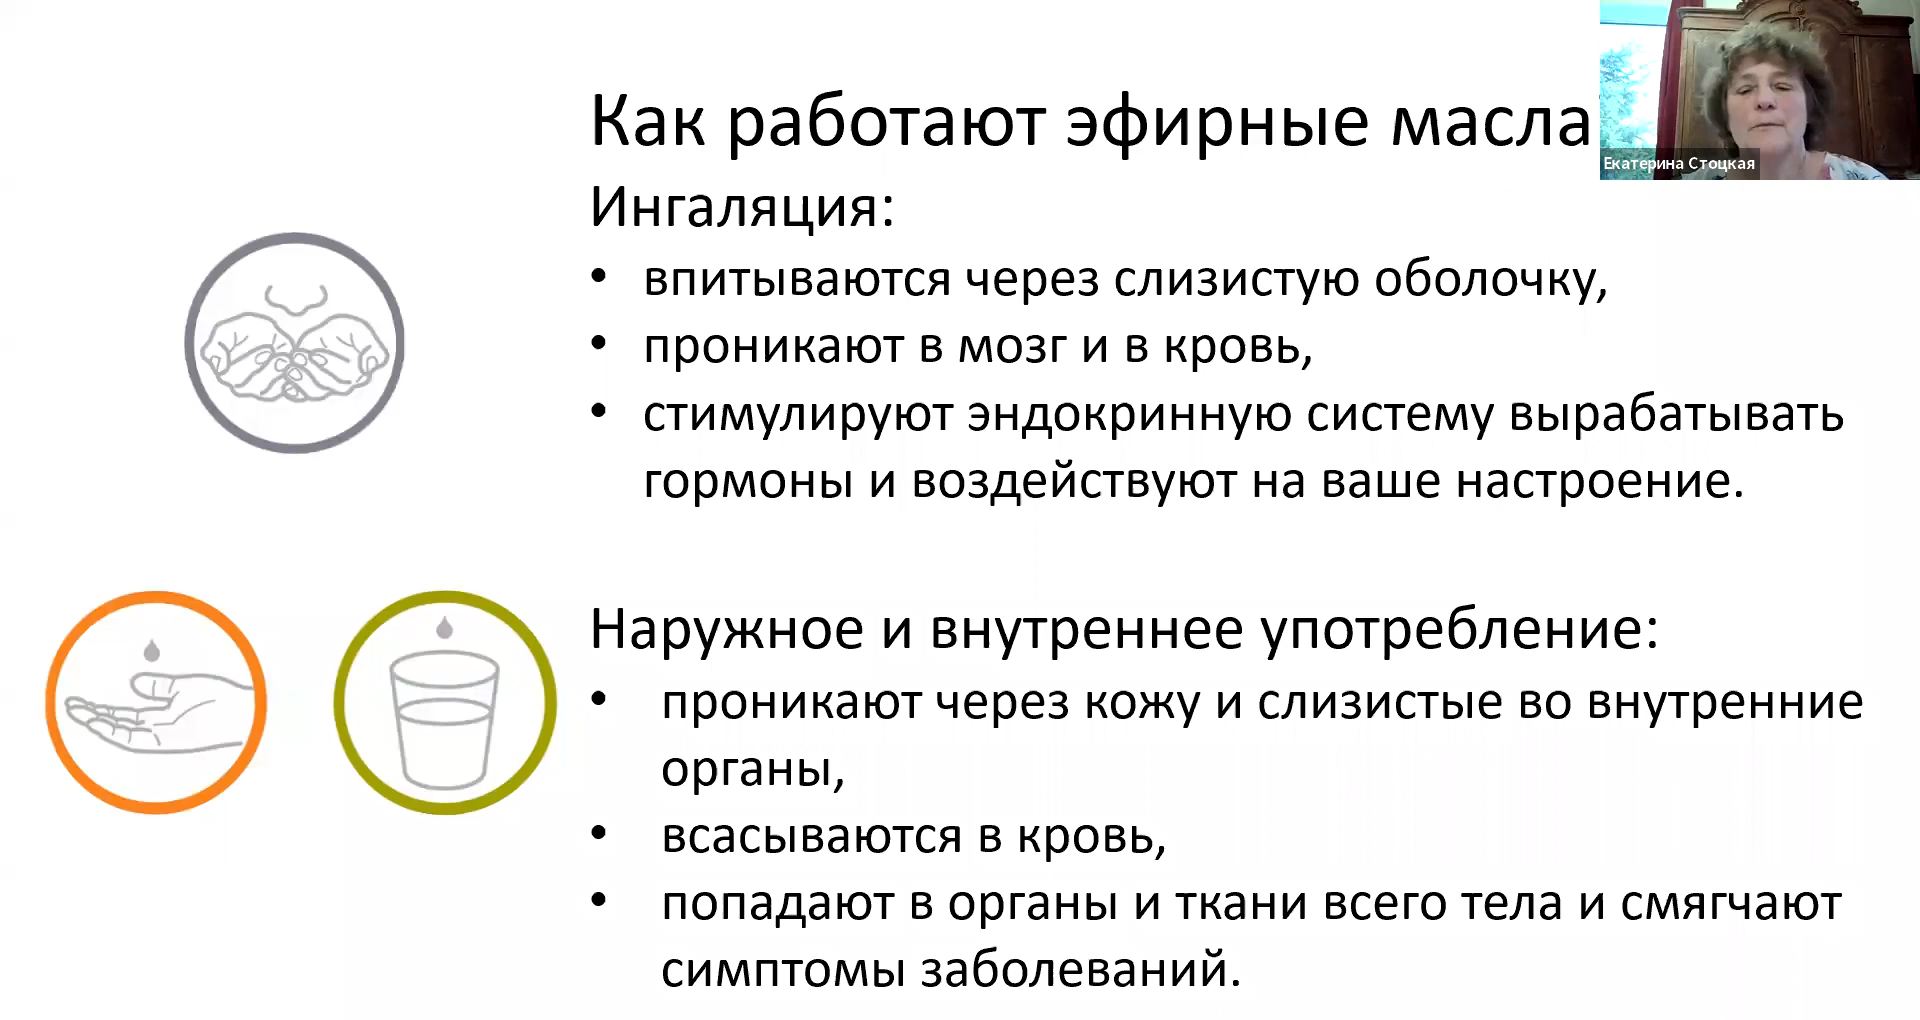 Как работают эфирные масла
Екатерина Стоцкая
Ингаляция:
• впитываются через слизистую оболочку,
• проникают в мозг и в кровь,
• стимулируют эндокринную систему вырабатывать
гормоны и воздействуют на ваше настроение.
Наружное и внутреннее употребление:
• проникают через кожу и слизистые во внутренние
органы,
• всасываются в кровь,
• попадают в органы и ткани всего тела и смягчают
симптомы заболеваний.